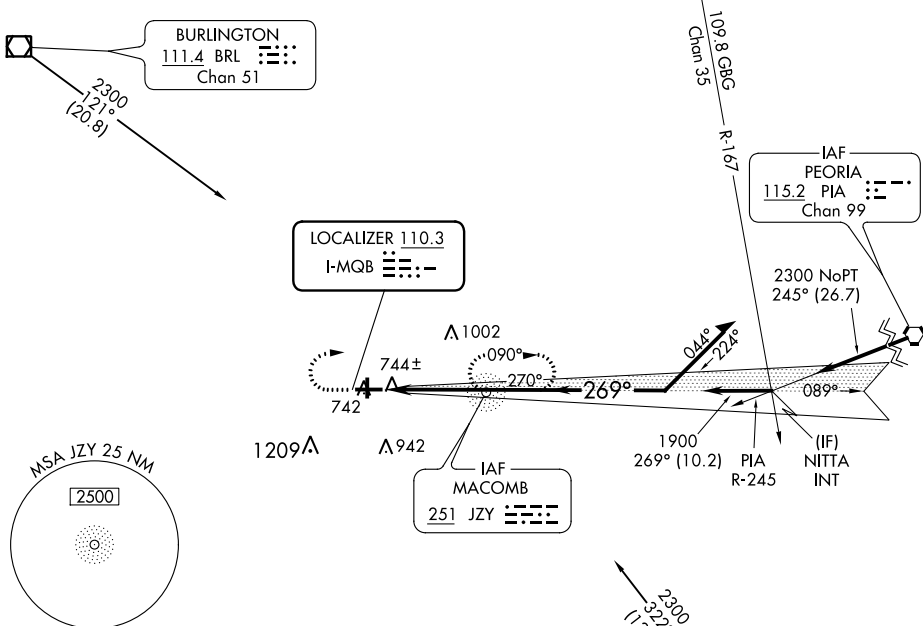 BURLINGTON
111.4 BRL
Chan 51
2300
121°
(20.8)
109.8 GBG
Chan 35
R-167
IAF
PEORIA
115.2 PIA
Chan 99
2300 NoPT
245° (26.7)
LOCALIZER 110.3
I-MQB
1002
744±
742
090°
270°
269°
044°
224°
089°
1900
269° (10.2)
PIA
R-245
(IF)
NITTA
INT
1209
942
IAF
MACOMB
251 JZY
MSA JZY 25 NM
2500
2300